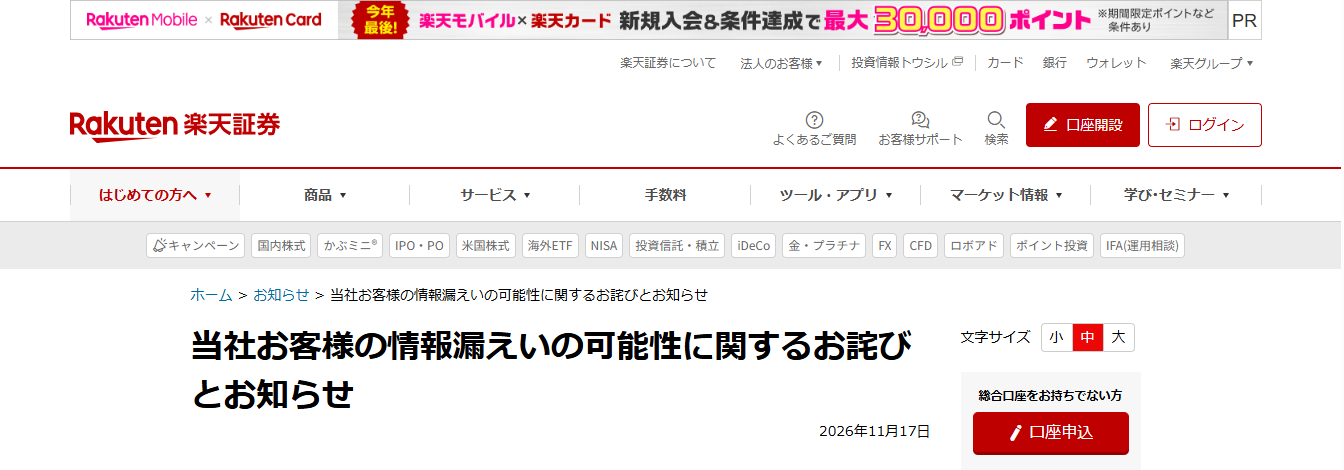 Rakuten Mobile × Rakuten Card 今年最後! 楽天モバイル×楽天カード 新規入会&条件達成で最大30,000ポイント ※期間限定ポイントなど条件あり PR
楽天証券について 法人のお客様▼ 投資情報トウシル カード 銀行 ウォレット 楽天グループ▼
Rakuten 楽天証券 よくあるご質問 お客様サポート 検索 口座開設 ログイン
はじめての方へ▼ 商品▼ サービス▼ 手数料 ツール・アプリ▼ マーケット情報▼ 学び・セミナー▼
キャンペーン 国内株式 かぶミニ® IPO・PO 米国株式 海外ETF NISA 投資信託・積立 iDeCo 金・プラチナ FX CFD ロボアド ポイント投資 IFA(運用相談)
ホーム > お知らせ > 当社お客様の情報漏えいの可能性に関するお詫びとお知らせ
当社お客様の情報漏えいの可能性に関するお詫び
とお知らせ
2026年11月17日
文字サイズ 小 中 大
総合口座をお持ちでない方
口座申込